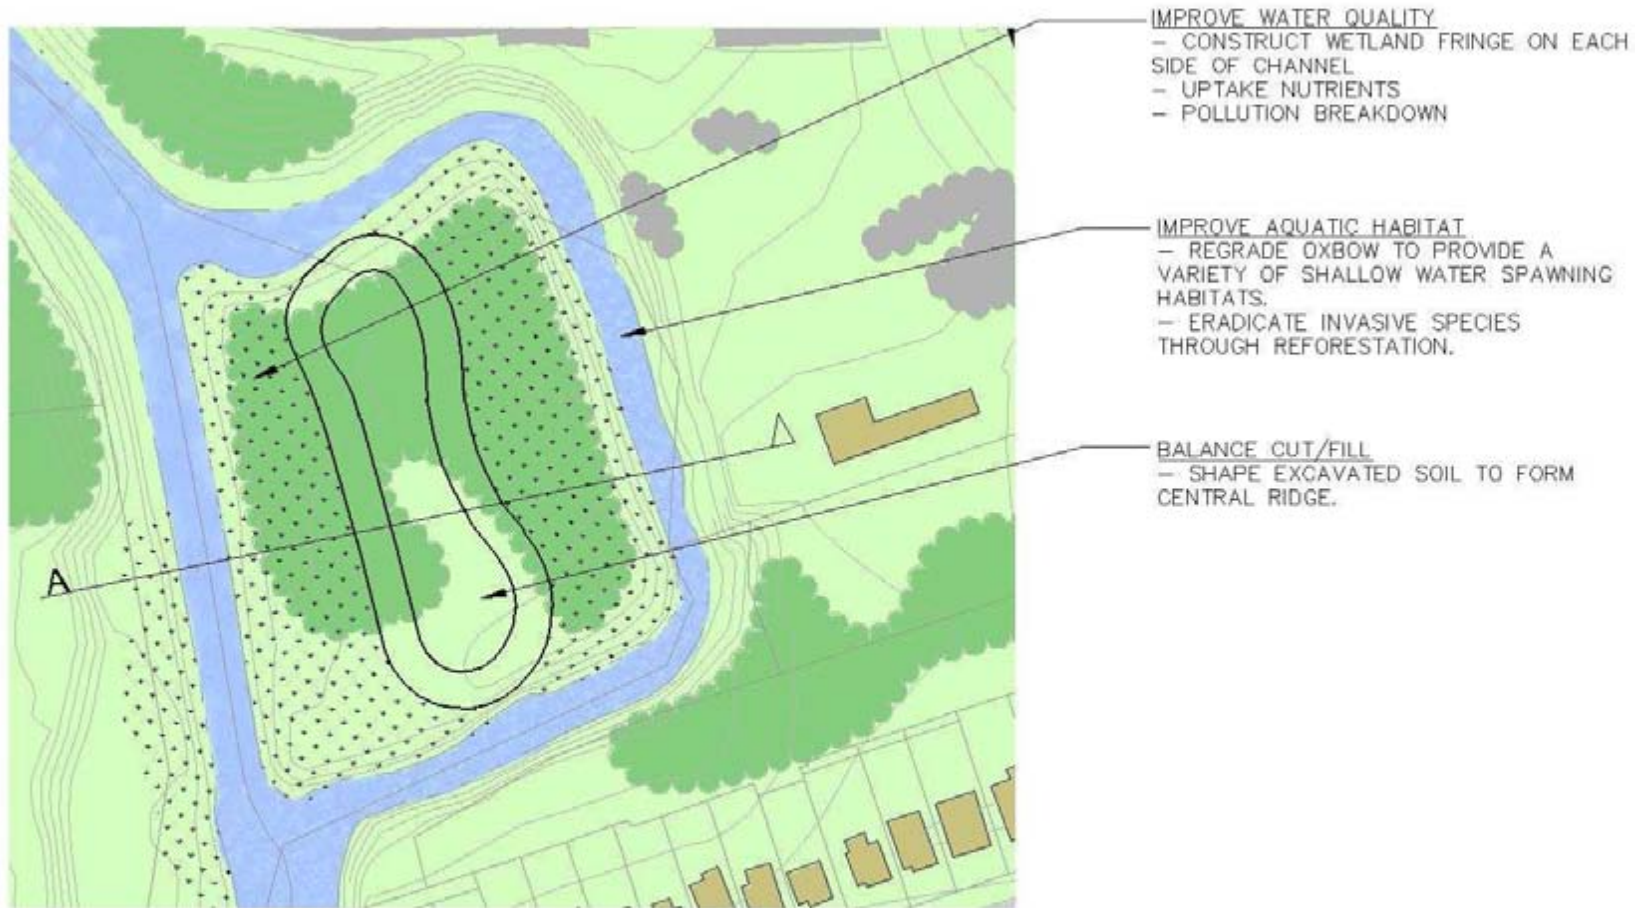 IMPROVE WATER QUALITY
– CONSTRUCT WETLAND FRINGE ON EACH
SIDE OF CHANNEL
– UPTAKE NUTRIENTS
– POLLUTION BREAKDOWN
IMPROVE AQUATIC HABITAT
– REGRADE OXBOW TO PROVIDE A
VARIETY OF SHALLOW WATER SPAWNING
HABITATS.
– ERADICATE INVASIVE SPECIES
THROUGH REFORESTATION.
BALANCE CUT/FILL
– SHAPE EXCAVATED SOIL TO FORM
CENTRAL RIDGE.
A